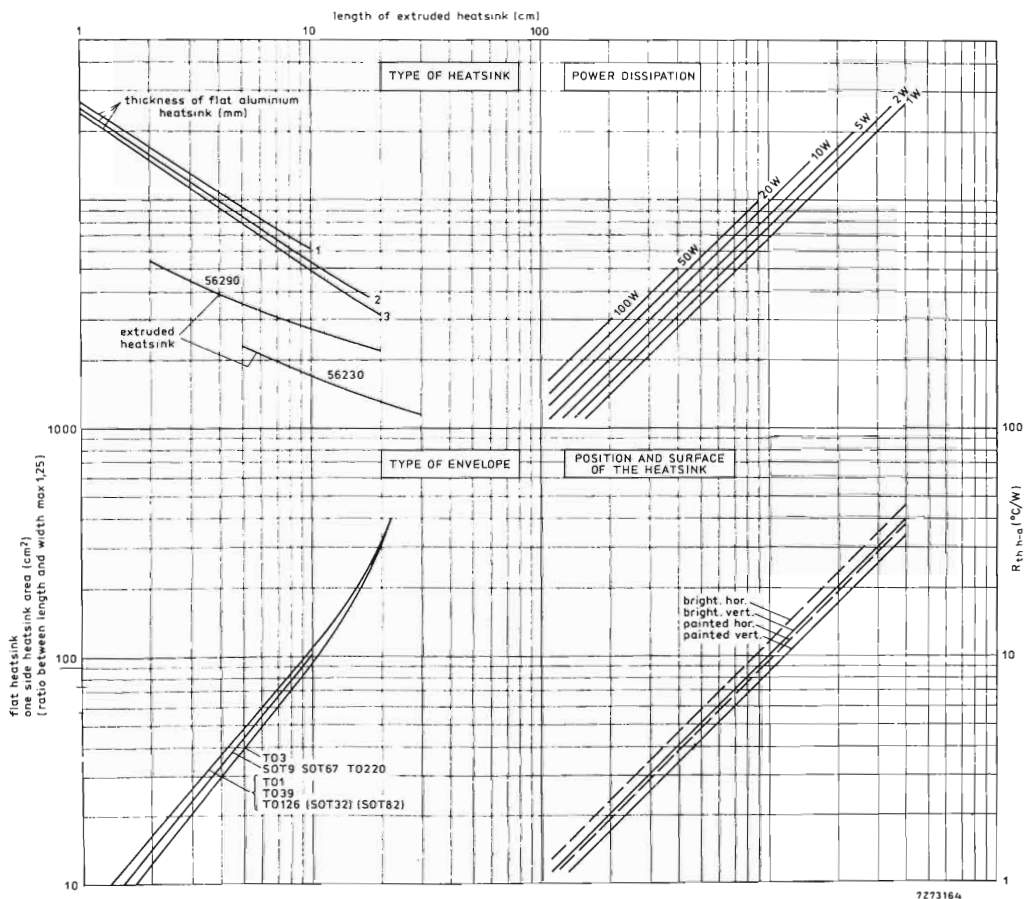 length of extruded heatsink (cm)
1
10
100
TYPE OF HEATSINK
POWER DISSIPATION
thickness of flat aluminium
heatsink (mm)
1
2
3
56290
extruded
heatsink
56230
2W
1W
5W
10W
20W
50W
100W
1000
100
TYPE OF ENVELOPE
POSITION AND SURFACE
OF THE HEATSINK
flat heatsink
one side heatsink area (cm²)
(ratio between length and width max 1,25)
Rth h-a (°C/W)
bright. hor.
bright. vert.
painted hor.
painted vert.
100
10
TO3
SOT9 SOT67 TO220
TO1
TO39
TO126 (SOT32) (SOT82)
10
1
7Z73164